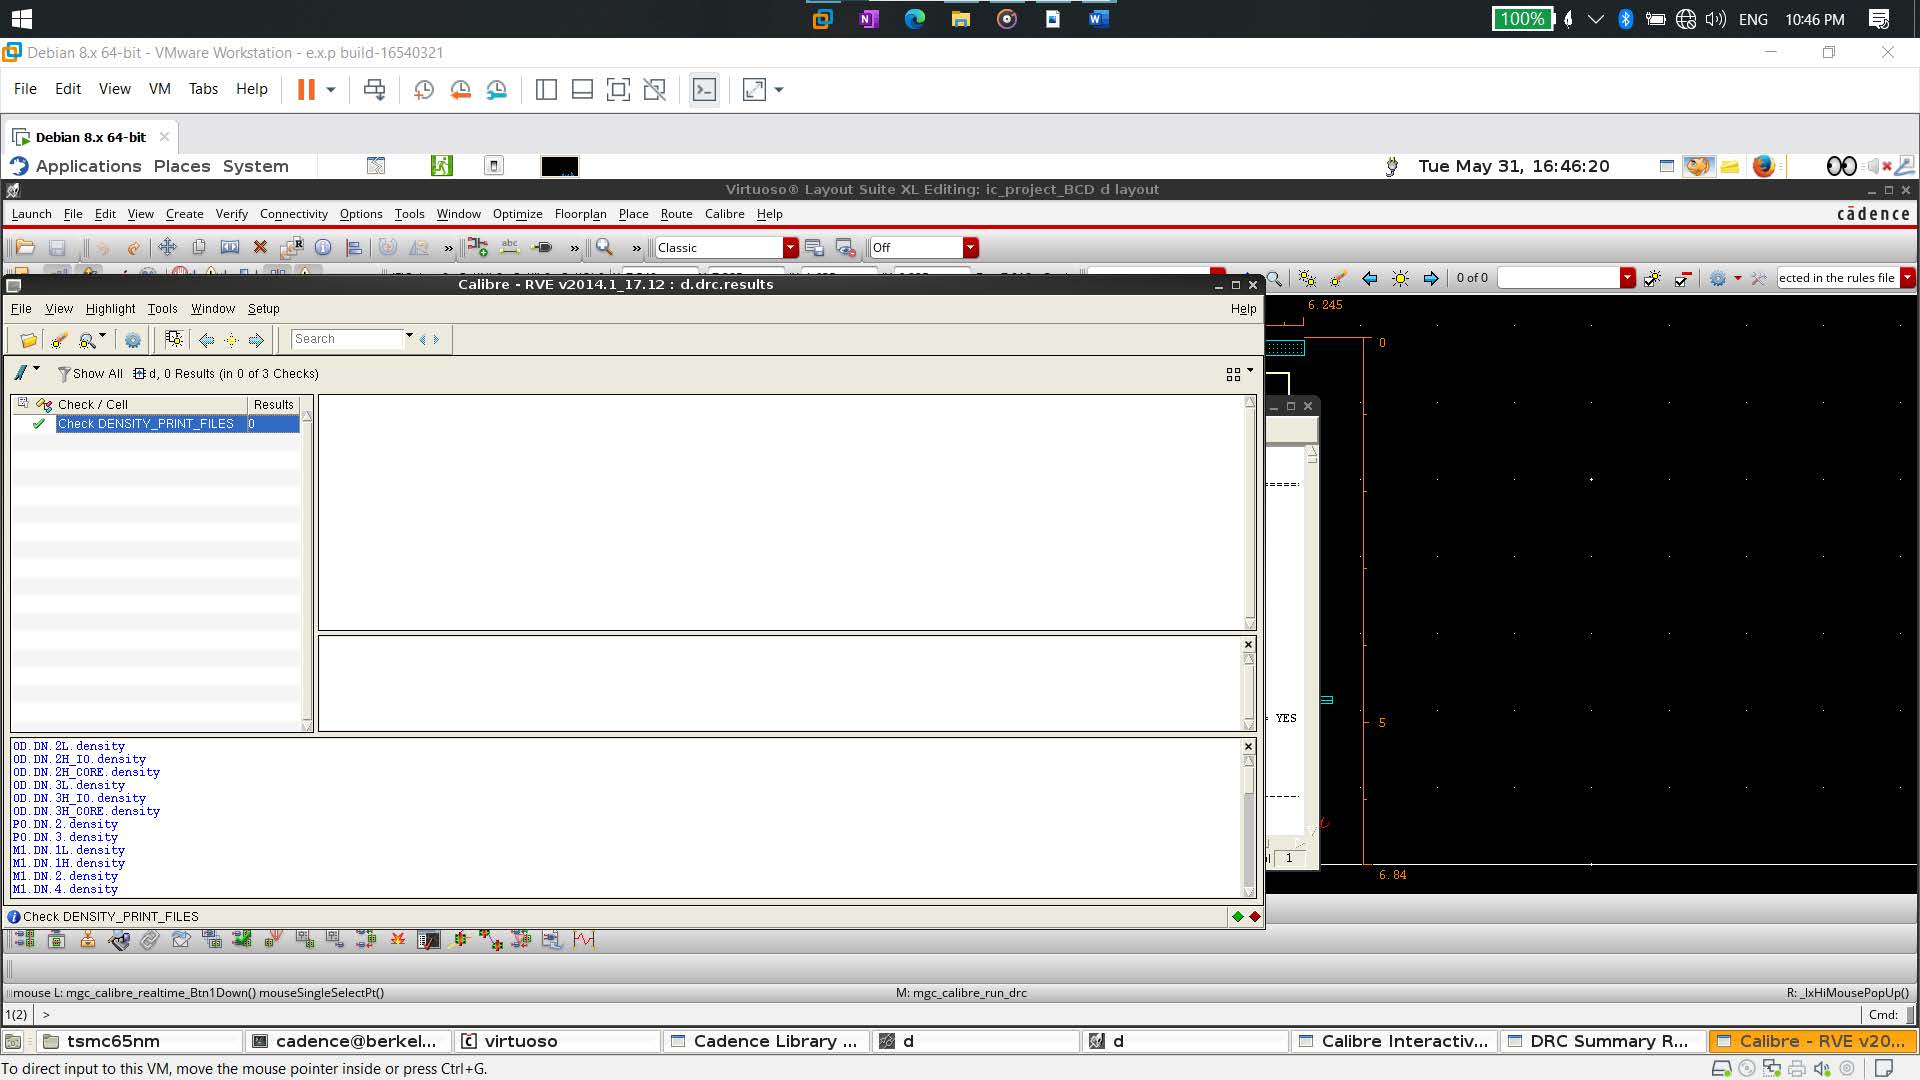 100% ENG 10:46 PM
Debian 8.x 64-bit - VMware Workstation - e.x.p build-16540321
File Edit View VM Tabs Help
Debian 8.x 64-bit
Applications Places System Tue May 31, 16:46:20
Virtuoso® Layout Suite XL Editing: ic_project_BCD d layout
Launch File Edit View Create Verify Connectivity Options Tools Window Optimize Floorplan Place Route Calibre Help cādence
Classic Off
0 of 0 ected in the rules file
Calibre - RVE v2014.1_17.12 : d.drc.results
6.245
File View Highlight Tools Window Setup Help
Search
0
Show All d, 0 Results (in 0 of 3 Checks)
Check / Cell Results
Check DENSITY_PRINT_FILES 0
= YES
5
OD.DN.2L.density
OD.DN.2H_IO.density
OD.DN.2H_CORE.density
OD.DN.3L.density
OD.DN.3H_IO.density
OD.DN.3H_CORE.density
PO.DN.2.density
PO.DN.3.density
M1.DN.1L.density
M1.DN.1H.density
M1.DN.2.density
M1.DN.4.density
1
6.84
Check DENSITY_PRINT_FILES
mouse L: mgc_calibre_realtime_Btn1Down() mouseSingleSelectPt() M: mgc_calibre_run_drc R: _lxHiMousePopUp()
1(2) > Cmd:
tsmc65nm cadence@berkel... virtuoso Cadence Library ... d d Calibre Interactiv... DRC Summary R... Calibre - RVE v20...
To direct input to this VM, move the mouse pointer inside or press Ctrl+G.